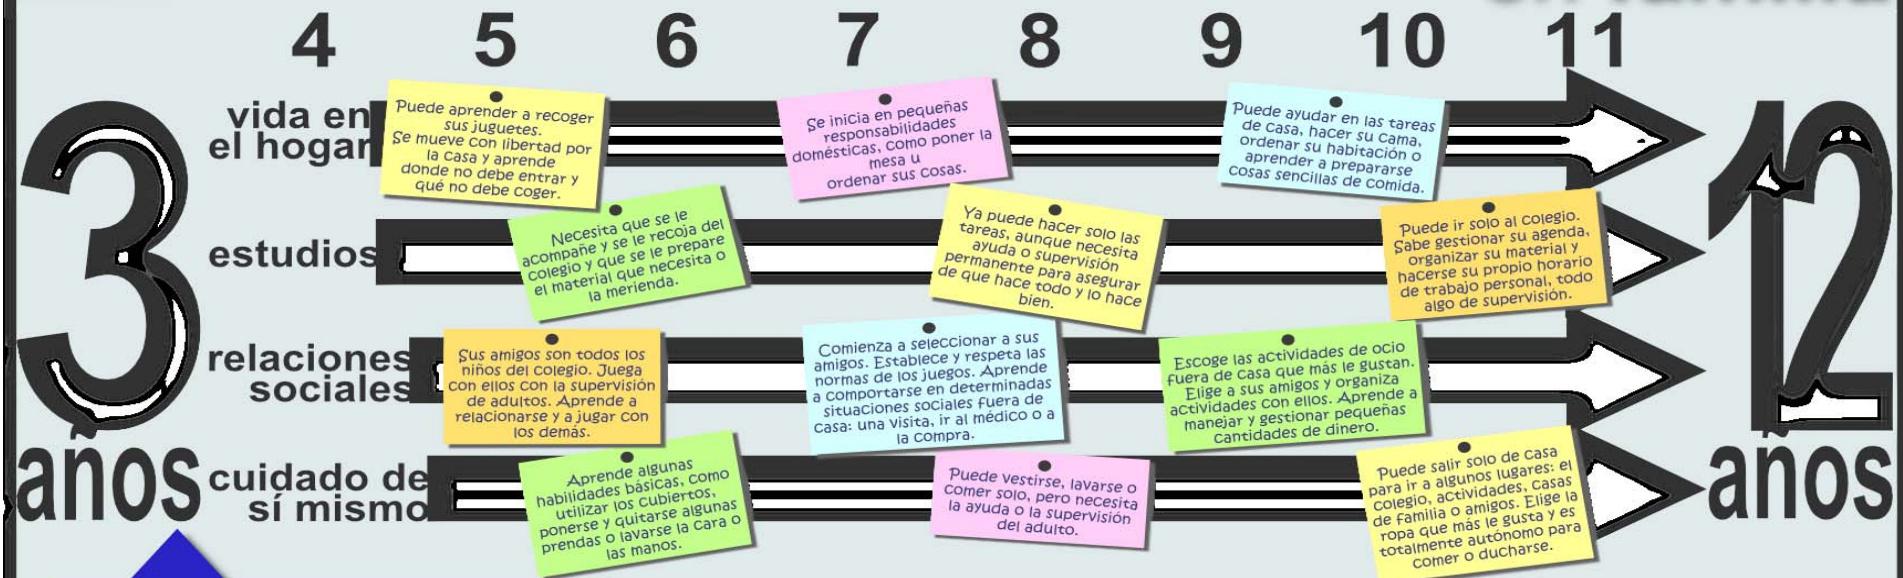 4 5 6 7 8 9 10 11
3
años
12
años
vida en
el hogar
Puede aprender a recoger
sus juguetes.
Se mueve con libertad por
la casa y aprende
donde no debe entrar y
qué no debe coger.
Se inicia en pequeñas
responsabilidades
domésticas, como poner la
mesa u
ordenar sus cosas.
Puede ayudar en las tareas
de casa, hacer su cama,
ordenar su habitación o
aprender a prepararse
cosas sencillas de comida.
estudios
Necesita que se le
acompañe y se le recoja del
colegio y que se le prepare
el material que necesita o
la merienda.
Ya puede hacer solo las
tareas, aunque necesita
ayuda o supervisión
permanente para asegurar
de que hace todo y lo hace
bien.
Puede ir solo al colegio.
Sabe gestionar su agenda,
organizar su material y
hacerse su propio horario
de trabajo personal, todo
algo de supervisión.
relaciones
sociales
Sus amigos son todos los
niños del colegio. Juega
con ellos con la supervisión
de adultos. Aprende a
relacionarse y a jugar con
los demás.
Comienza a seleccionar a sus
amigos. Establece y respeta las
normas de los juegos. Aprende
a comportarse en determinadas
situaciones sociales fuera de
casa: una visita, ir al médico o a
la compra.
Escoge las actividades de ocio
fuera de casa que más le gustan.
Elige a sus amigos y organiza
actividades con ellos. Aprende a
manejar y gestionar pequeñas
cantidades de dinero.
cuidado de
sí mismo
Aprende algunas
habilidades básicas, como
utilizar los cubiertos,
ponerse y quitarse algunas
prendas o lavarse la cara o
las manos.
Puede vestirse, lavarse o
comer solo, pero necesita
la ayuda o la supervisión
del adulto.
Puede salir solo de casa
para ir a algunos lugares: el
colegio, actividades, casas
de familia o amigos. Elige la
ropa que más le gusta y es
totalmente autónomo para
comer o ducharse.